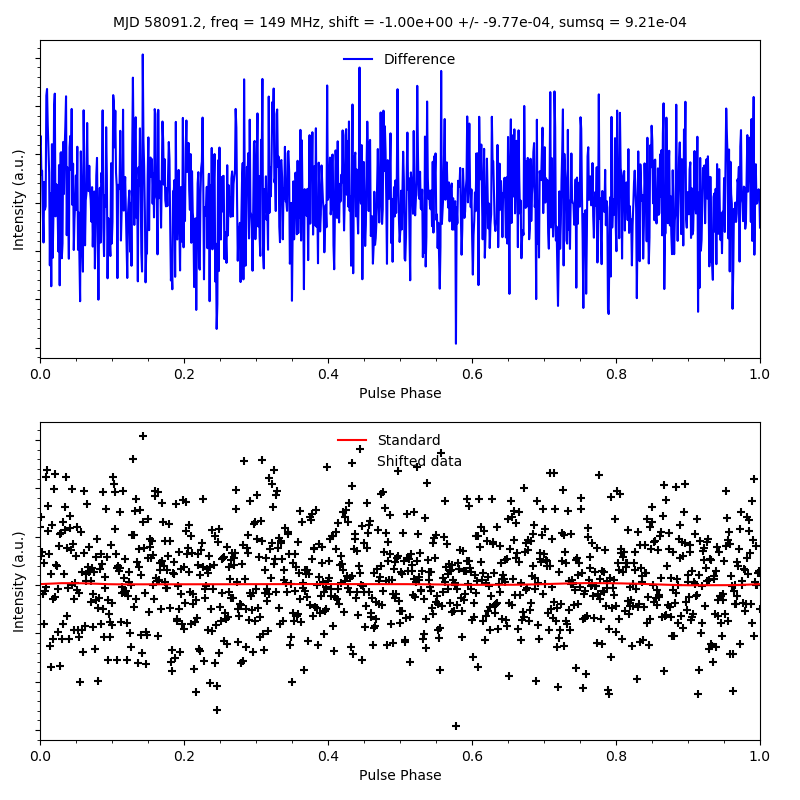 MJD 58091.2, freq = 149 MHz, shift = -1.00e+00 +/- -9.77e-04, sumsq = 9.21e-04
Difference
Intensity (a.u.)
0.0 0.2 0.4 0.6 0.8 1.0
Pulse Phase
Standard
Shifted data
Intensity (a.u.)
0.0 0.2 0.4 0.6 0.8 1.0
Pulse Phase